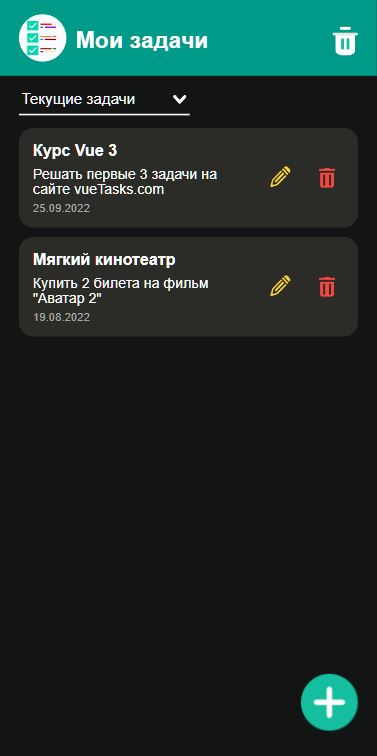 Мои задачи
Текущие задачи
Курс Vue 3
Решать первые 3 задачи на
сайте vueTasks.com
25.09.2022
Мягкий кинотеатр
Купить 2 билета на фильм
"Аватар 2"
19.08.2022